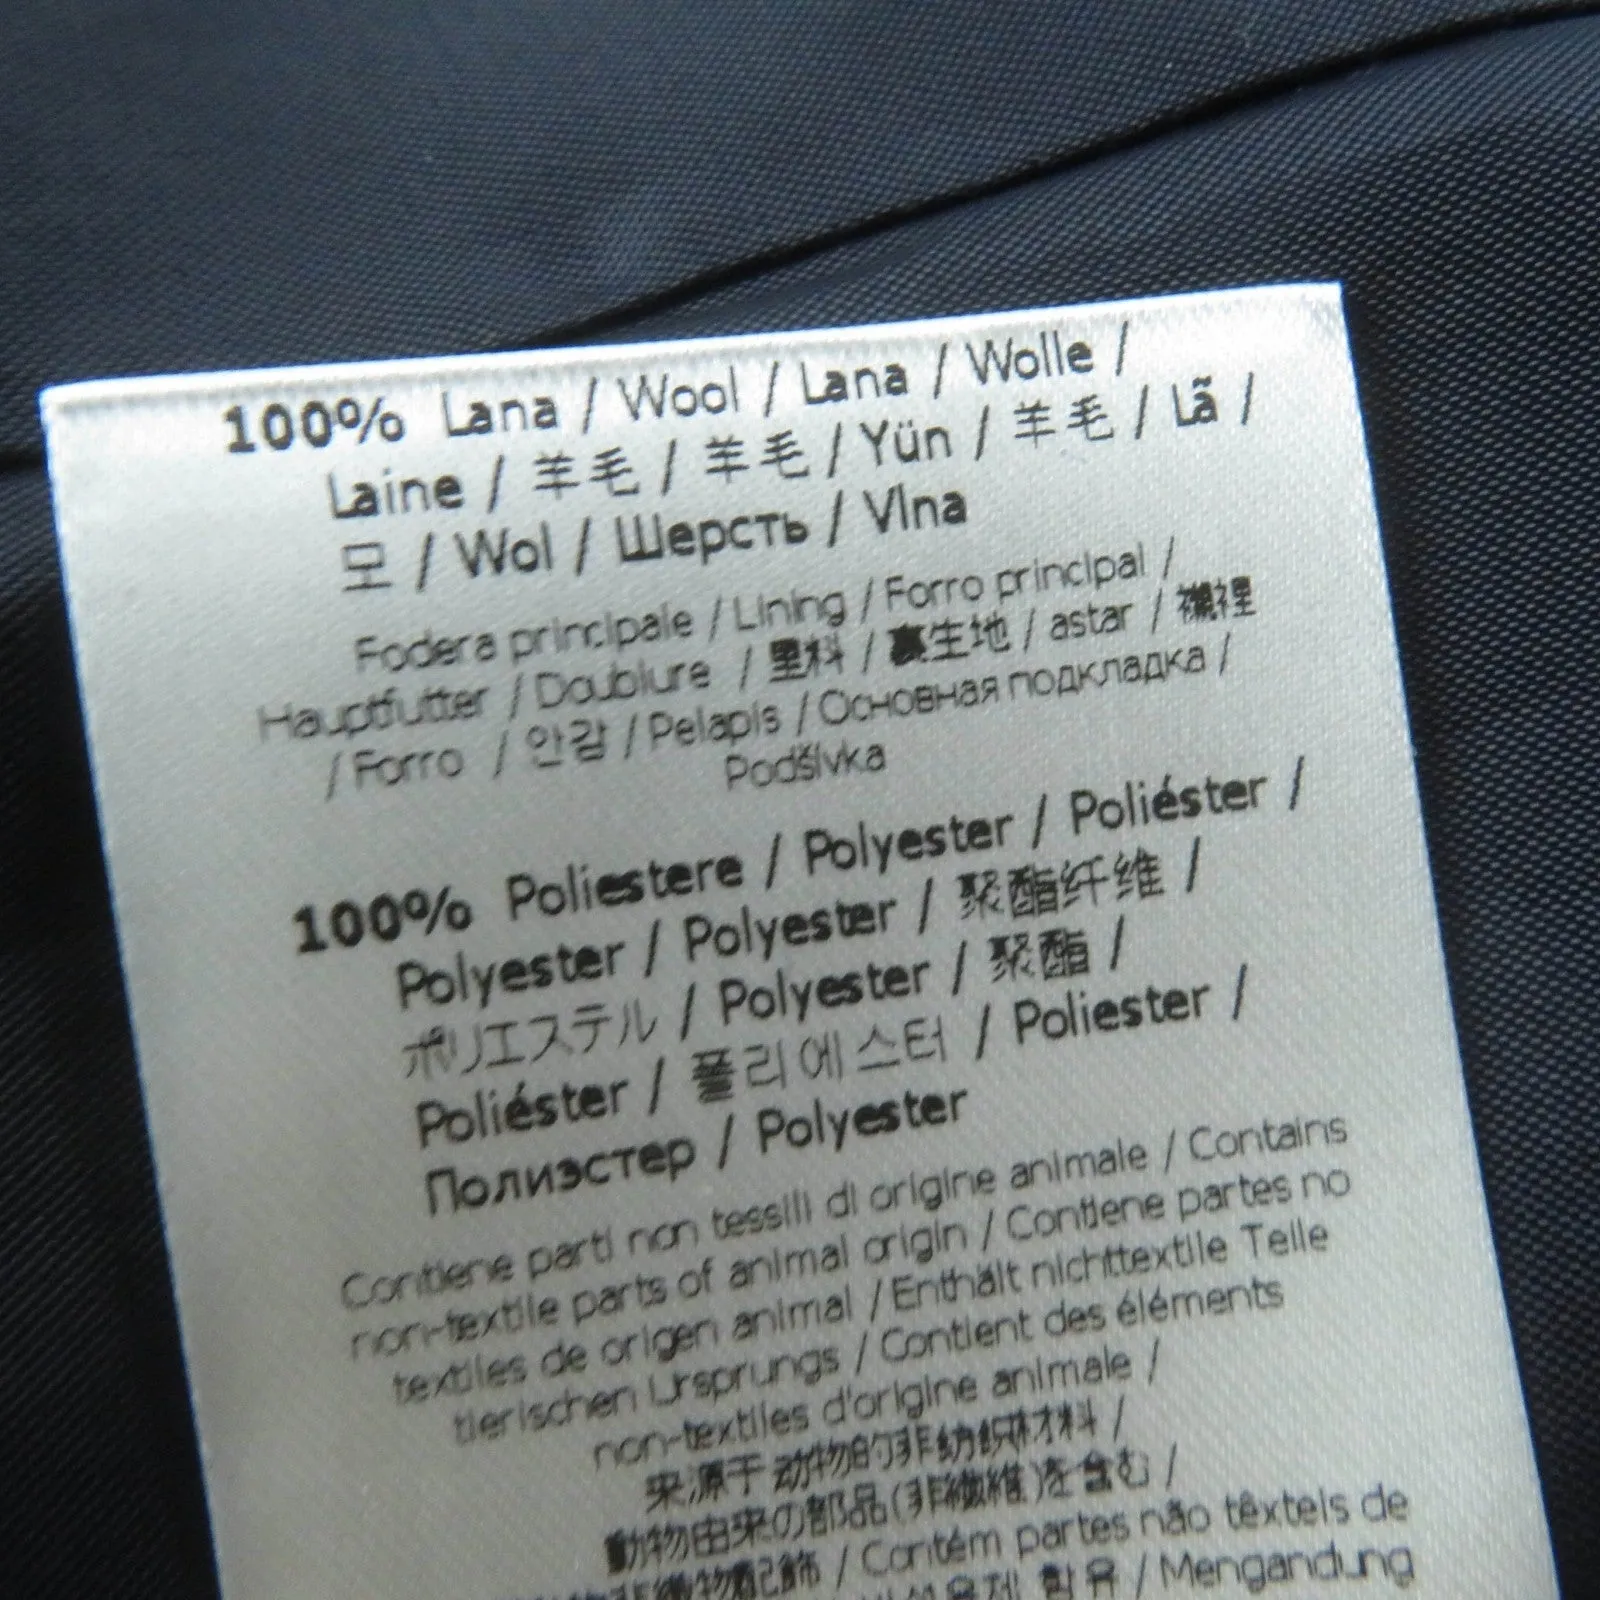 100% Lana / Wool / Lana / Wolle /
Laine / 羊毛 / 羊毛 / Yün / 羊毛 / Lã /
모 / Wol / Шерсть / Vlna
Fodera principale / Lining / Forro principal /
Hauptfutter / Doublure / 里料 / 裏生地 / astar / 襯裡
/ Forro / 안감 / Pelapis / Основная подкладка /
Podšívka
100% Poliestere / Polyester / Poliéster /
Polyester / Polyester / 聚酯纤维 /
ポリエステル / Polyester / 聚酯 /
Poliéster / 폴리에스터 / Poliester /
Полиэстер / Polyester
Contiene parti non tessili di origine animale / Contains
non-textile parts of animal origin / Contiene partes no
textiles de origen animal / Enthält nichttextile Telle
tierischen Ursprungs / Contient des éléments
non-textiles d'origine animale /
来源于动物的非纺织材料 /
動物由来の部品(非繊維)を含む /
/ Contém partes não têxteis de
함유 / Mengandung